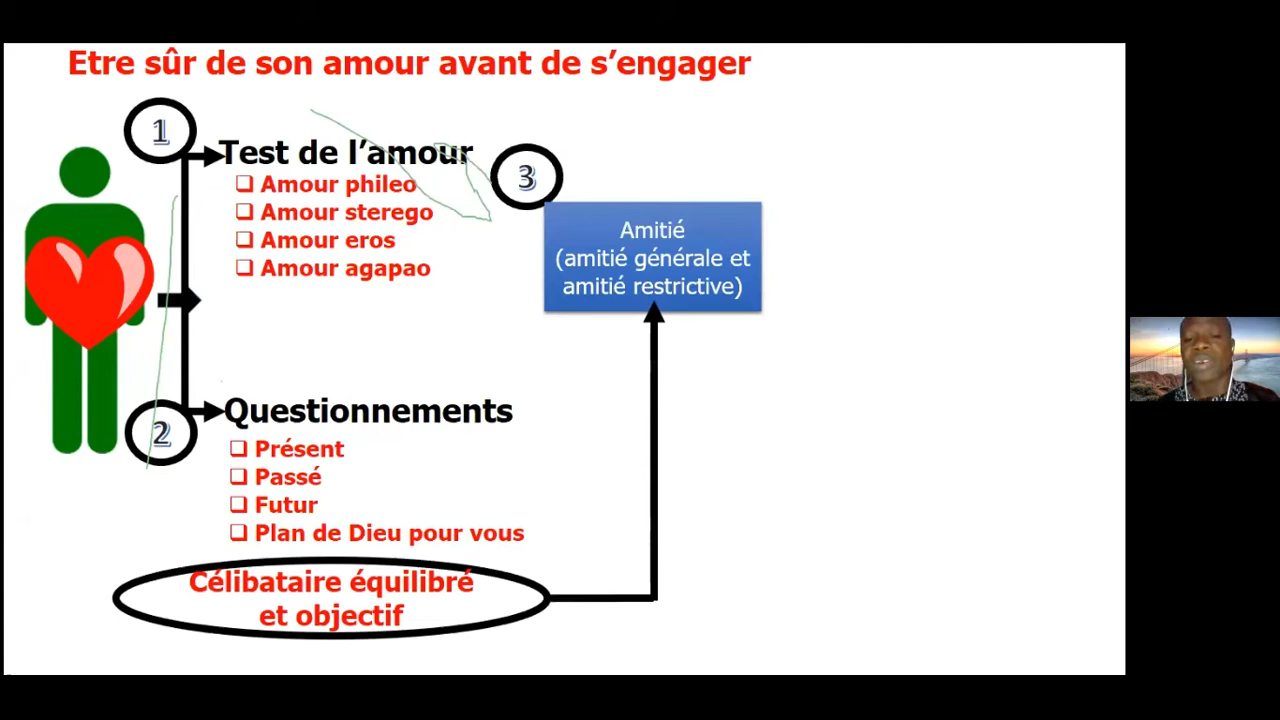 Etre sûr de son amour avant de s’engager
1
Test de l’amour
❑ Amour phileo
❑ Amour sterego
❑ Amour eros
❑ Amour agapao
3
Amitié
(amitié générale et
amitié restrictive)
2
Questionnements
❑ Présent
❑ Passé
❑ Futur
❑ Plan de Dieu pour vous
Célibataire équilibré
et objectif